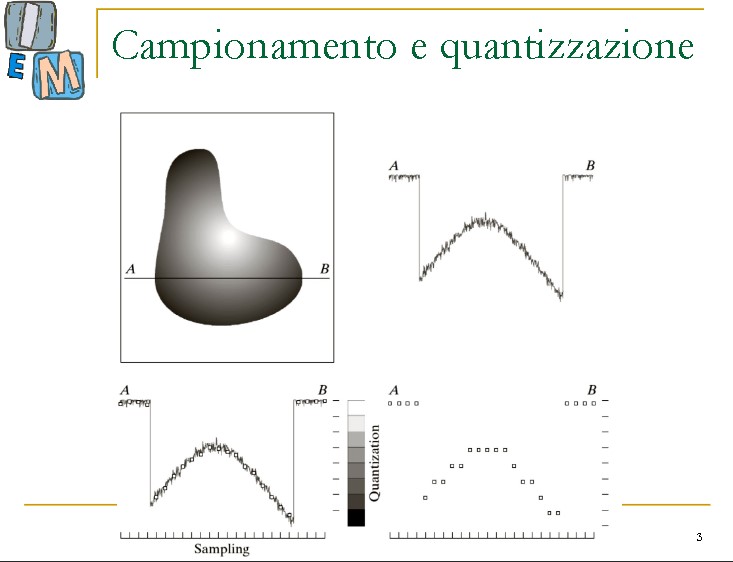 I
E M
Campionamento e quantizzazione
A B
A B
A B
A B
Quantization
Sampling
3